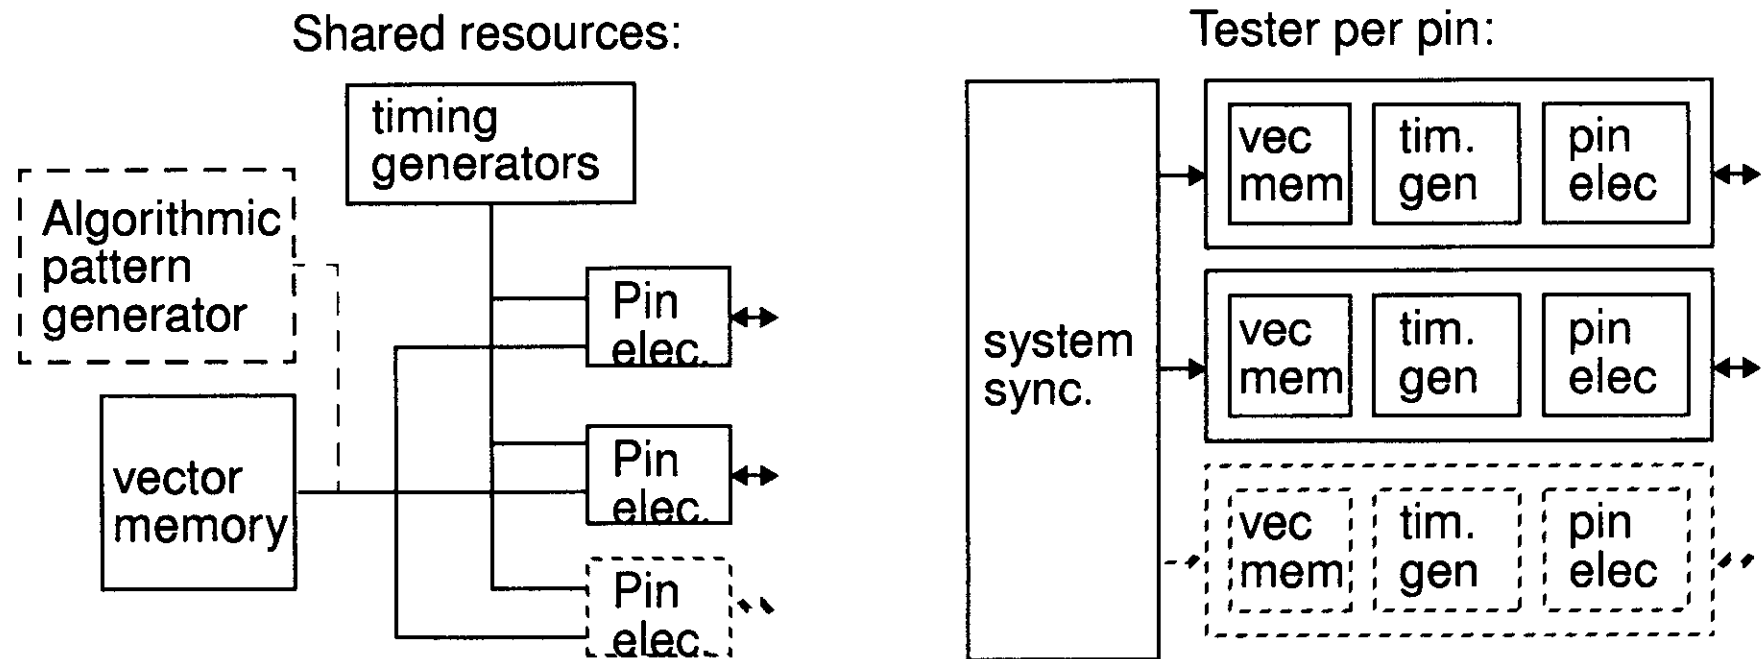 Shared resources:
timing
generators
Algorithmic
pattern
generator
Pin
elec.
vector
memory
Pin
elec.
Pin
elec.
Tester per pin:
system
sync.
vec
mem
tim.
gen
pin
elec
vec
mem
tim.
gen
pin
elec
vec
mem
tim.
gen
pin
elec